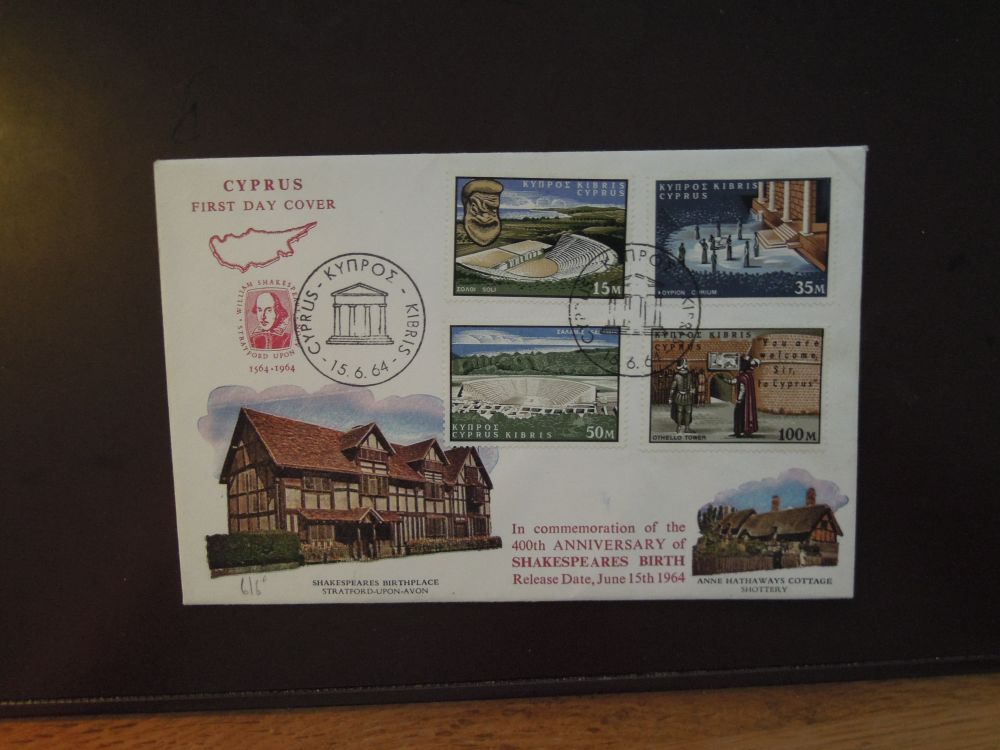 CYPRUS
FIRST DAY COVER
WILLIAM SHAKESPE
STRATFORD UPON
1564·1964
CYPRUS - ΚΥΠΡΟΣ - KIBRIS -
15.6.64
ΚΥΠΡΟΣ KIBRIS
CYPRUS
ΣΟΛΟΙ SOLI
15M
ΚΥΠΡΟΣ KIBRIS
CYPRUS
35M
ΚΥΠΡΟΣ
CYPRUS KIBRIS
50M
ΚΥΠΡΟΣ KIBRIS
CYPRUS
"You are
welcome,
Sir,
to Cyprus"
OTHELLO TOWER
100M
ΚΥΠΡΟΣ
In commemoration of the
400th ANNIVERSARY of
SHAKESPEARES BIRTH
Release Date, June 15th 1964
SHAKESPEARES BIRTHPLACE
STRATFORD-UPON-AVON
ANNE HATHAWAYS COTTAGE
SHOTTERY